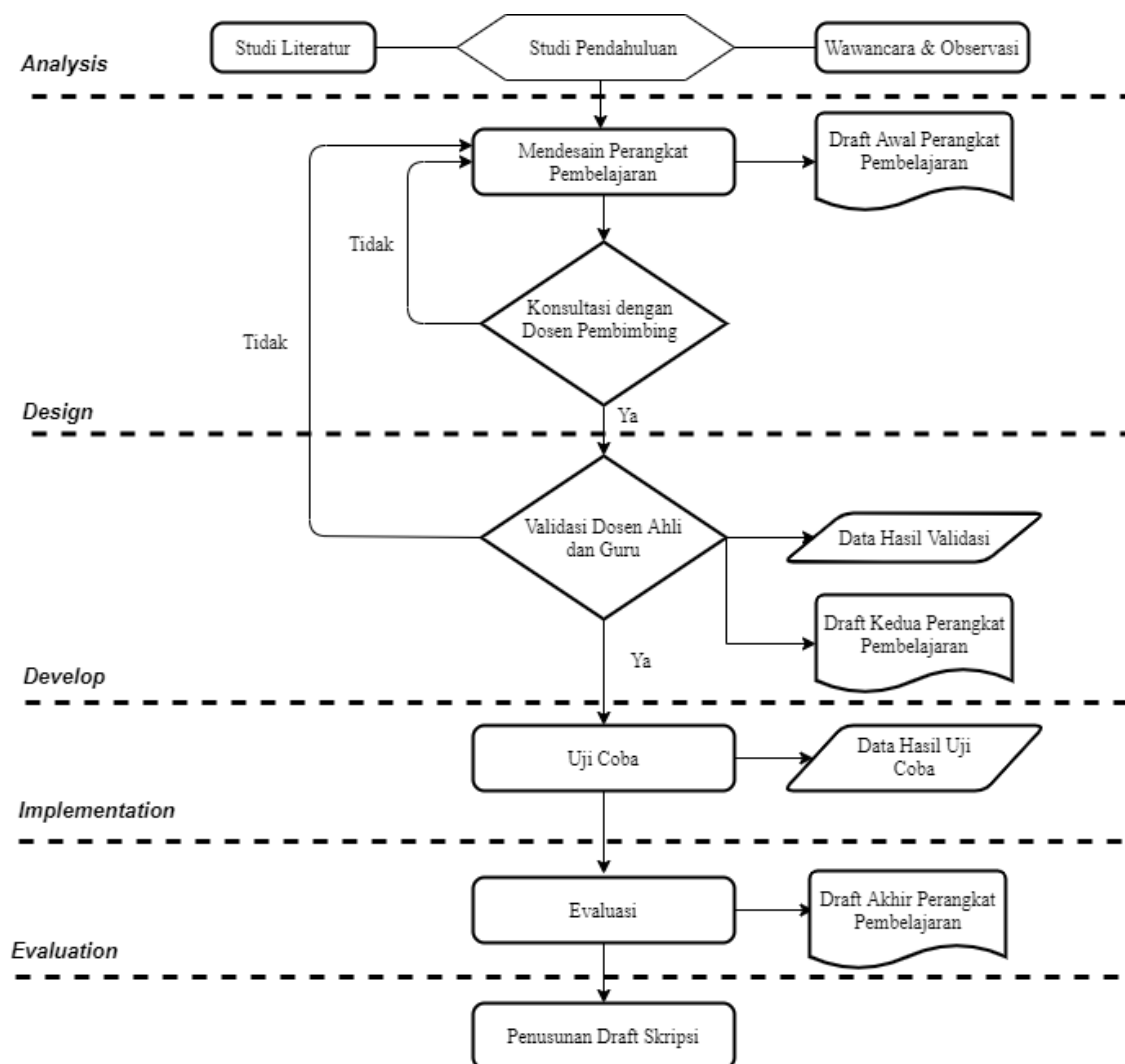 Studi Literatur
Studi Pendahuluan
Wawancara & Observasi
Analysis
Mendesain Perangkat
Pembelajaran
Draft Awal Perangkat
Pembelajaran
Tidak
Konsultasi dengan
Dosen Pembimbing
Tidak
Design
Ya
Validasi Dosen Ahli
dan Guru
Data Hasil Validasi
Draft Kedua Perangkat
Pembelajaran
Ya
Develop
Uji Coba
Data Hasil Uji
Coba
Implementation
Evaluasi
Draft Akhir Perangkat
Pembelajaran
Evaluation
Penusunan Draft Skripsi